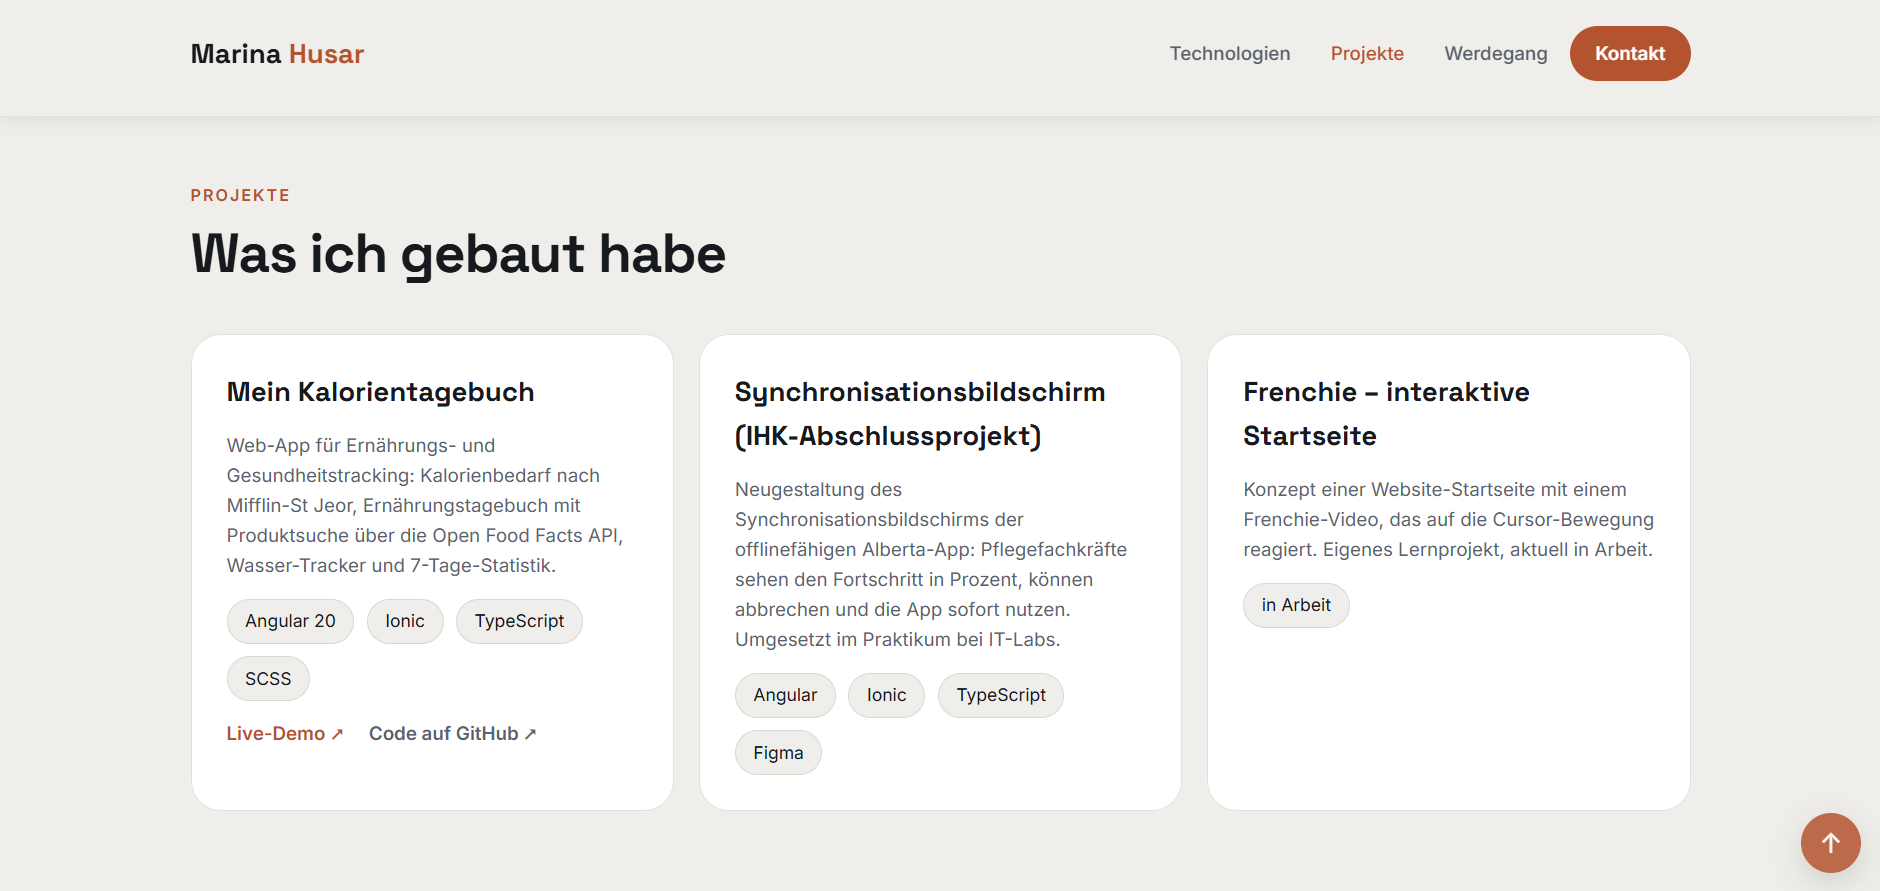 Marina Husar
Technologien
Projekte
Werdegang
Kontakt
PROJEKTE
Was ich gebaut habe
Mein Kalorientagebuch
Web-App für Ernährungs- und
Gesundheitstracking: Kalorienbedarf nach
Mifflin-St Jeor, Ernährungstagebuch mit
Produktsuche über die Open Food Facts API,
Wasser-Tracker und 7-Tage-Statistik.
Angular 20
Ionic
TypeScript
SCSS
Live-Demo ↗
Code auf GitHub ↗
Synchronisationsbildschirm
(IHK-Abschlussprojekt)
Neugestaltung des
Synchronisationsbildschirms der
offlinefähigen Alberta-App: Pflegefachkräfte
sehen den Fortschritt in Prozent, können
abbrechen und die App sofort nutzen.
Umgesetzt im Praktikum bei IT-Labs.
Angular
Ionic
TypeScript
Figma
Frenchie – interaktive
Startseite
Konzept einer Website-Startseite mit einem
Frenchie-Video, das auf die Cursor-Bewegung
reagiert. Eigenes Lernprojekt, aktuell in Arbeit.
in Arbeit
↑